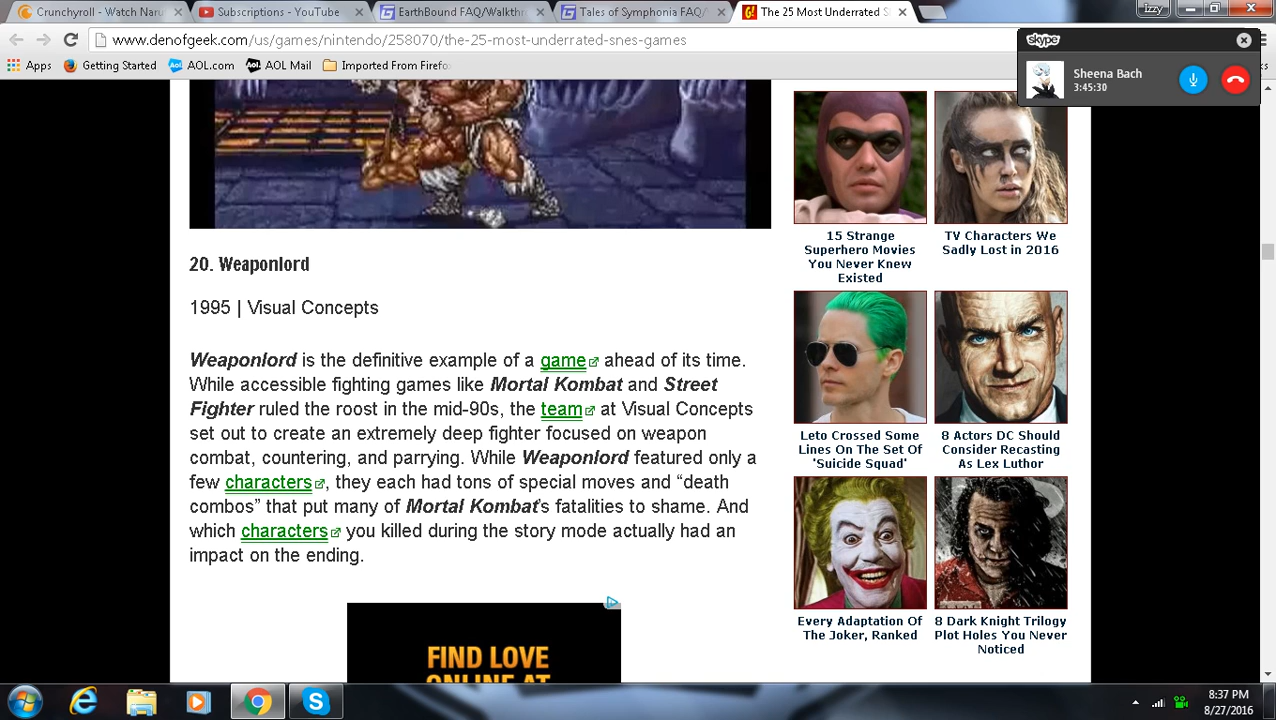 Crunchyroll - Watch Naru
Subscriptions - YouTube
EarthBound FAQ/Walkthr
Tales of Symphonia FAQ/
The 25 Most Underrated S
Izzy
www.denofgeek.com/us/games/nintendo/258070/the-25-most-underrated-snes-games
Apps
Getting Started
AOL.com
AOL Mail
Imported From Firefo
skype
Sheena Bach
3:45:30
20. Weaponlord
1995 | Visual Concepts
Weaponlord is the definitive example of a game ahead of its time.
While accessible fighting games like Mortal Kombat and Street
Fighter ruled the roost in the mid-90s, the team at Visual Concepts
set out to create an extremely deep fighter focused on weapon
combat, countering, and parrying. While Weaponlord featured only a
few characters, they each had tons of special moves and “death
combos” that put many of Mortal Kombat's fatalities to shame. And
which characters you killed during the story mode actually had an
impact on the ending.
FIND LOVE
ONLINE AT
15 Strange
Superhero Movies
You Never Knew
Existed
TV Characters We
Sadly Lost in 2016
Leto Crossed Some
Lines On The Set Of
'Suicide Squad'
8 Actors DC Should
Consider Recasting
As Lex Luthor
Every Adaptation Of
The Joker, Ranked
8 Dark Knight Trilogy
Plot Holes You Never
Noticed
8:37 PM
8/27/2016